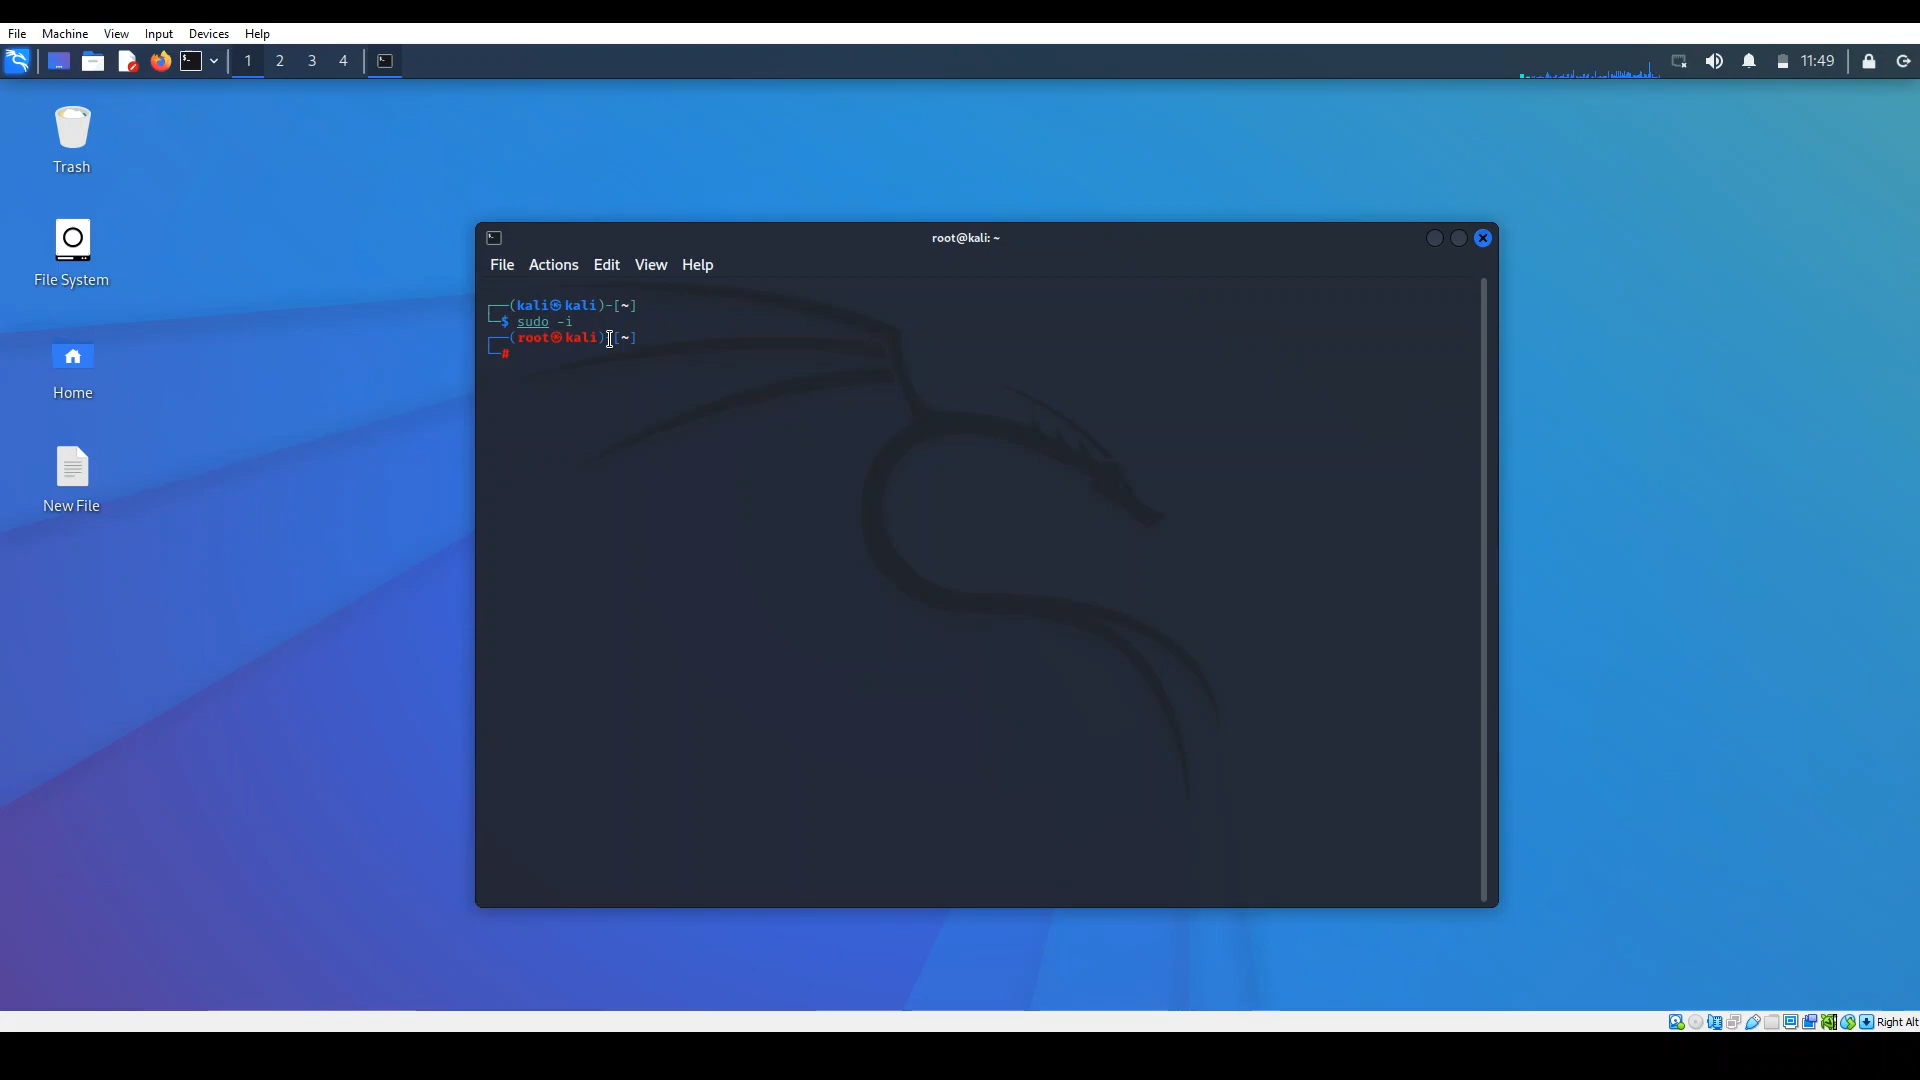 File Machine View Input Devices Help
1 2 3 4 11:49
Trash
File System
Home
New File
root@kali: ~
File Actions Edit View Help
┌──(kali㉿kali)-[~]
└─$ sudo -i
┌──(root㉿kali)-[~]
└─#
Right Alt